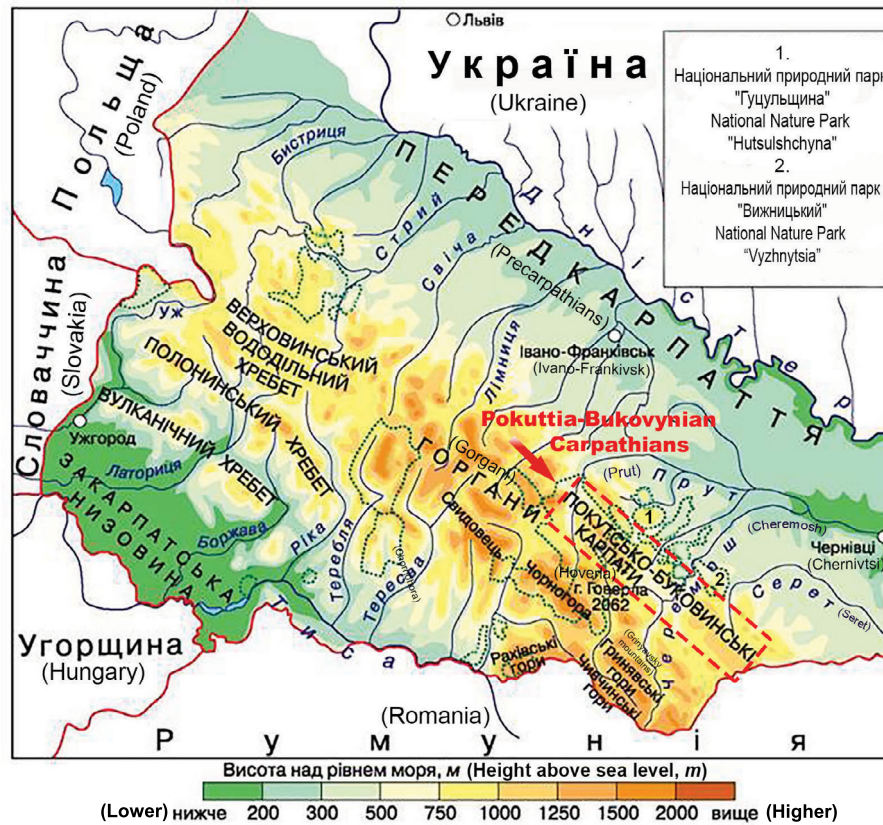 Львів
Україна
(Ukraine)
Польща
(Poland)
1.
Національний природний парк
"Гуцульщина"
National Nature Park
"Hutsulshchyna"
2.
Національний природний парк
"Вижницький"
National Nature Park
“Vyzhnytsia”
Бистриця
Стрий
Свіча
ПЕРЕДКАРПАТТЯ
(Precarpathians)
Дністер
Словаччина
(Slovakia)
Уж
ВЕРХОВИНСЬКИЙ
ВОДОДІЛЬНИЙ
ХРЕБЕТ
ПОЛОНИНСЬКИЙ ХРЕБЕТ
ВУЛКАНІЧНИЙ ХРЕБЕТ
Лімниця
Івано-Франківськ
(Ivano-Frankivsk)
Ужгород
Pokuttia-Bukovynian
Carpathians
ЗАКАРПАТСЬКА
НИЗОВИНА
Латориця
Боржава
Ріка
Теребля
Тересва
Тиса
ГОРГАНИ
(Gorgany)
Свидовець
(Prut)
Прут
1
ПОКУТСЬКО-БУКОВИНСЬКІ
КАРПАТИ
(Cheremosh)
Черемош
Чернівці
(Chernivtsi)
2
Серет
(Seret)
(Hoverla)
г. Говерла
2062
Чорногора
Рахівські
гори
(Grinyavsky
mountains)
Гринявські
гори
Чивчинські
гори
Угорщина
(Hungary)
(Romania)
Румунія
Висота над рівнем моря, м (Height above sea level, m)
(Lower) нижче 200 300 500 750 1000 1250 1500 2000 вище (Higher)